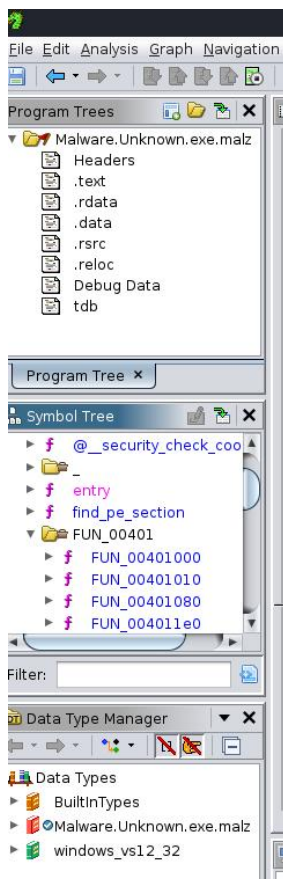 File Edit Analysis Graph Navigation
Program Trees
Malware.Unknown.exe.malz
Headers
.text
.rdata
.data
.rsrc
.reloc
Debug Data
tdb
Program Tree ×
Symbol Tree
@__security_check_coo
_
entry
find_pe_section
FUN_00401
FUN_00401000
FUN_00401010
FUN_00401080
FUN_004011e0
Filter:
Data Type Manager
Data Types
BuiltInTypes
Malware.Unknown.exe.malz
windows_vs12_32